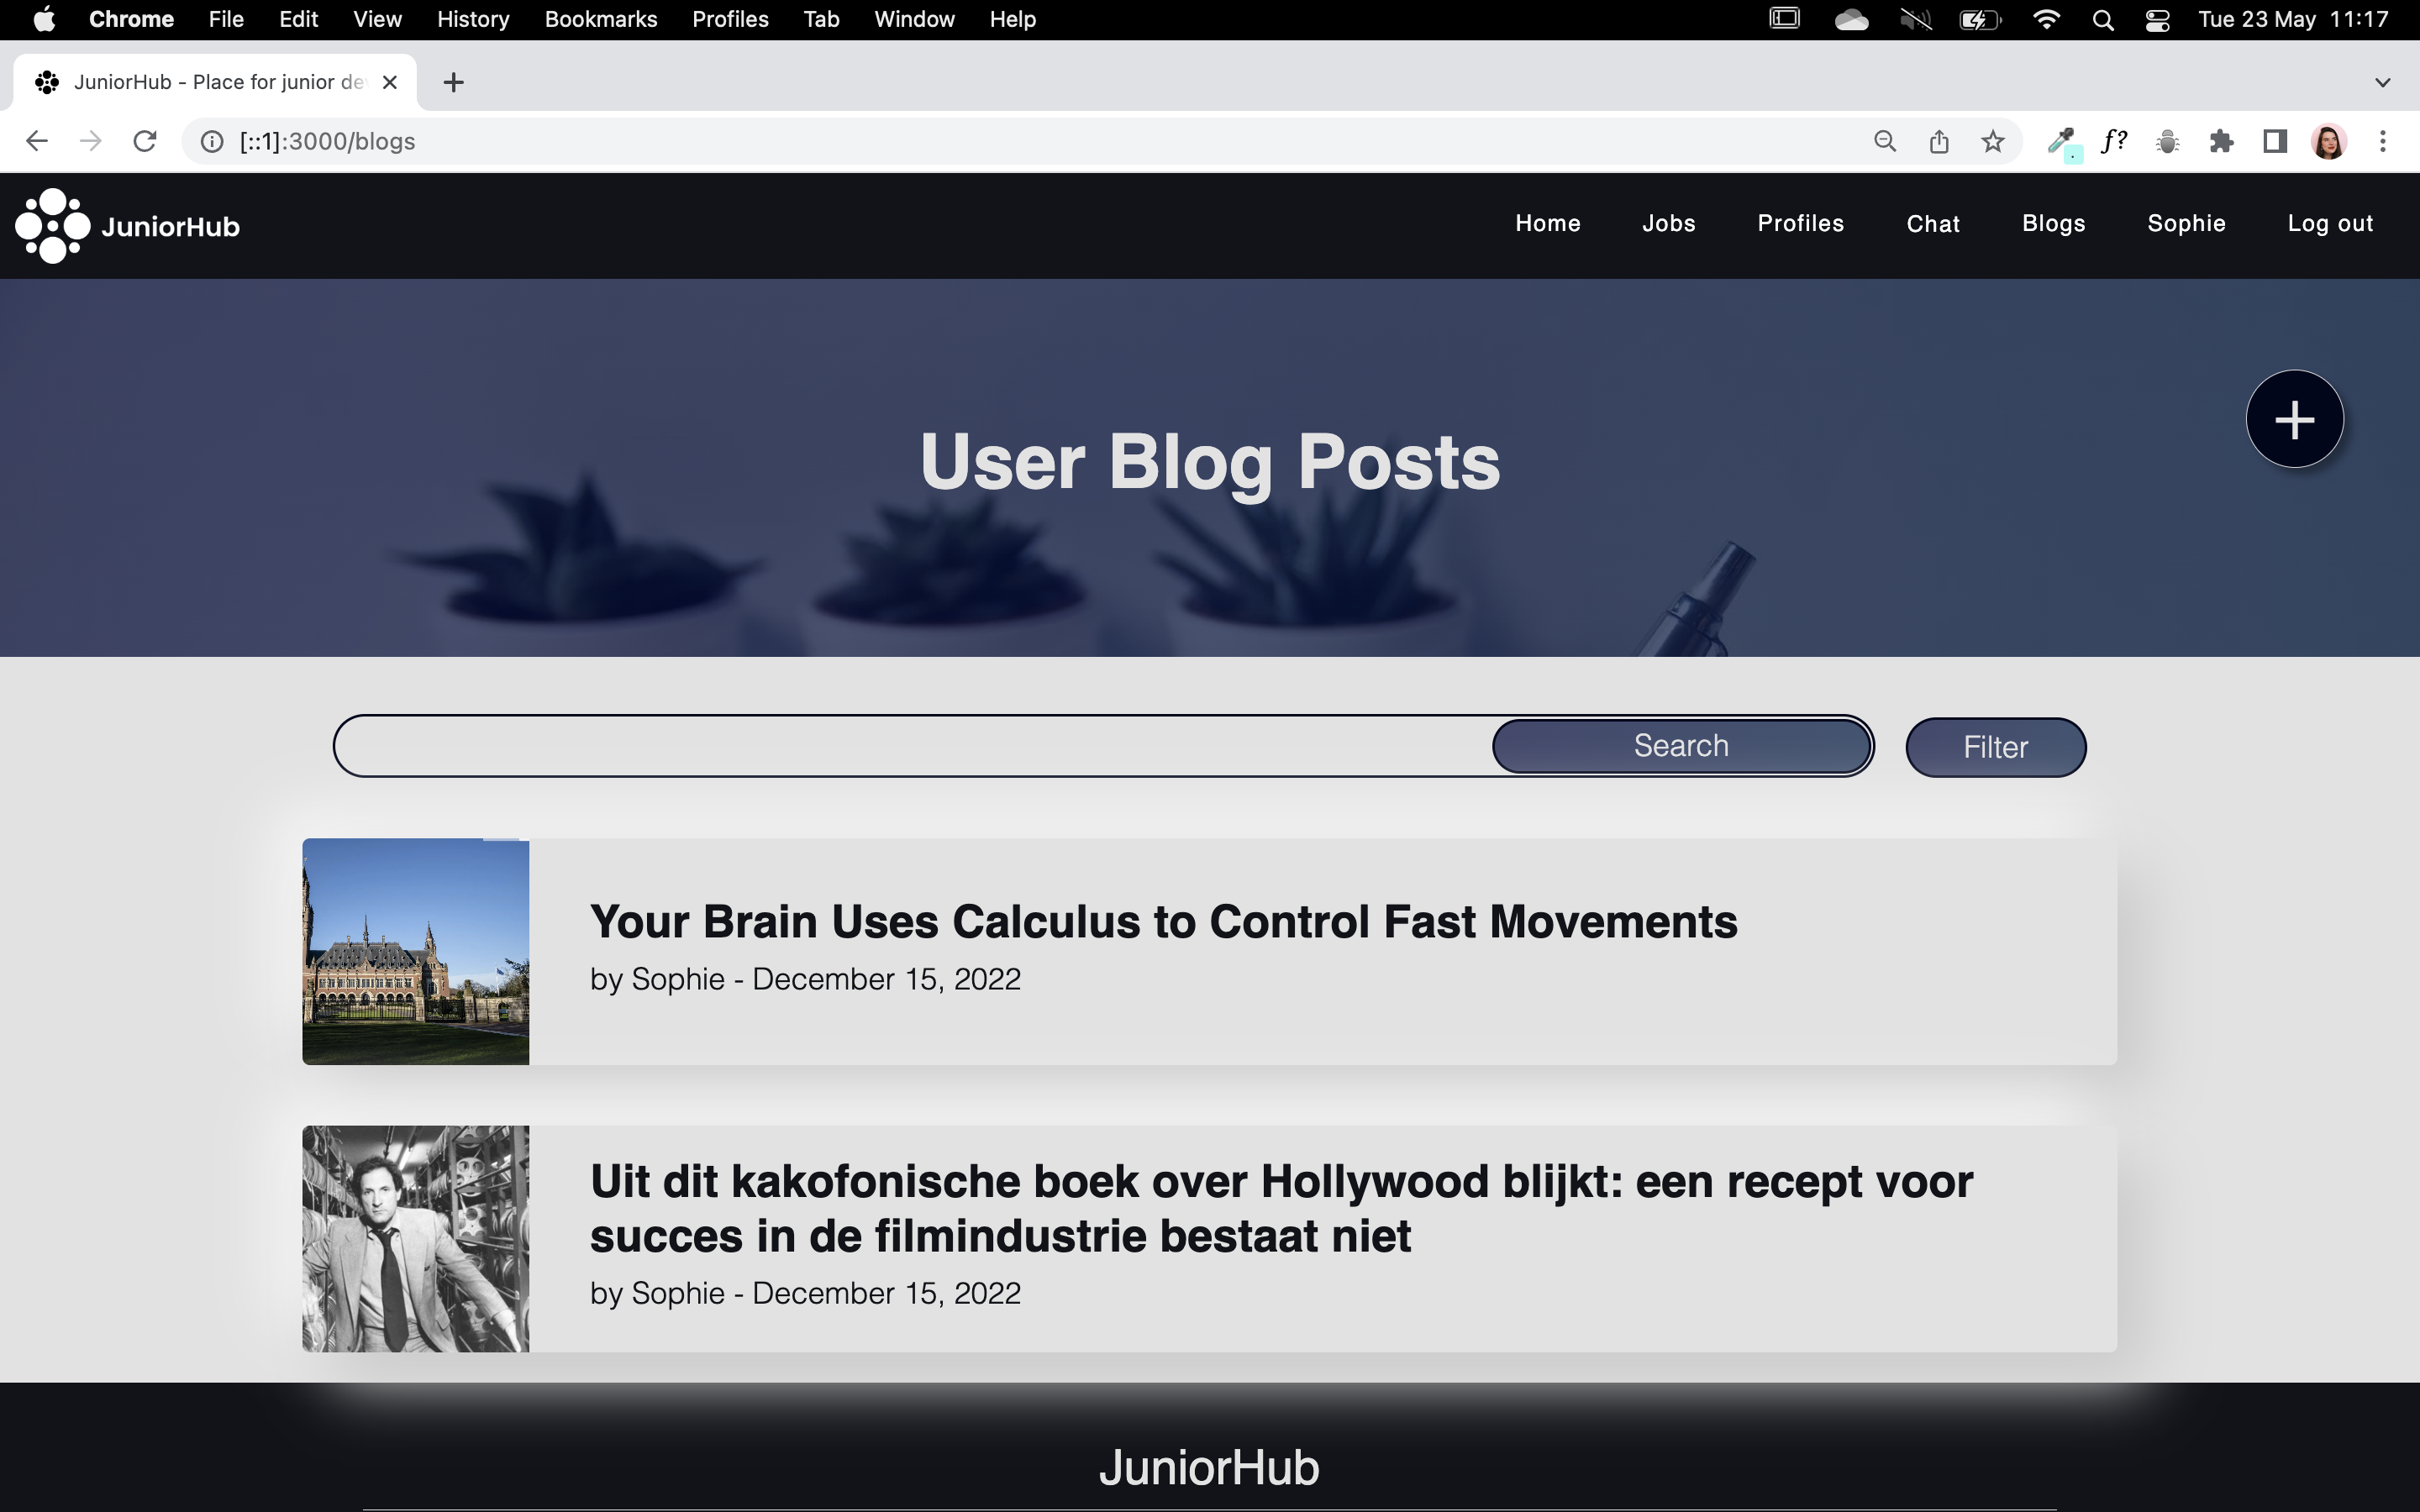 Chrome File Edit View History Bookmarks Profiles Tab Window Help Tue 23 May 11:17
JuniorHub - Place for junior de
[::1]:3000/blogs
f?
JuniorHub Home Jobs Profiles Chat Blogs Sophie Log out
User Blog Posts
Search Filter
Your Brain Uses Calculus to Control Fast Movements
by Sophie - December 15, 2022
Uit dit kakofonische boek over Hollywood blijkt: een recept voor
succes in de filmindustrie bestaat niet
by Sophie - December 15, 2022
JuniorHub